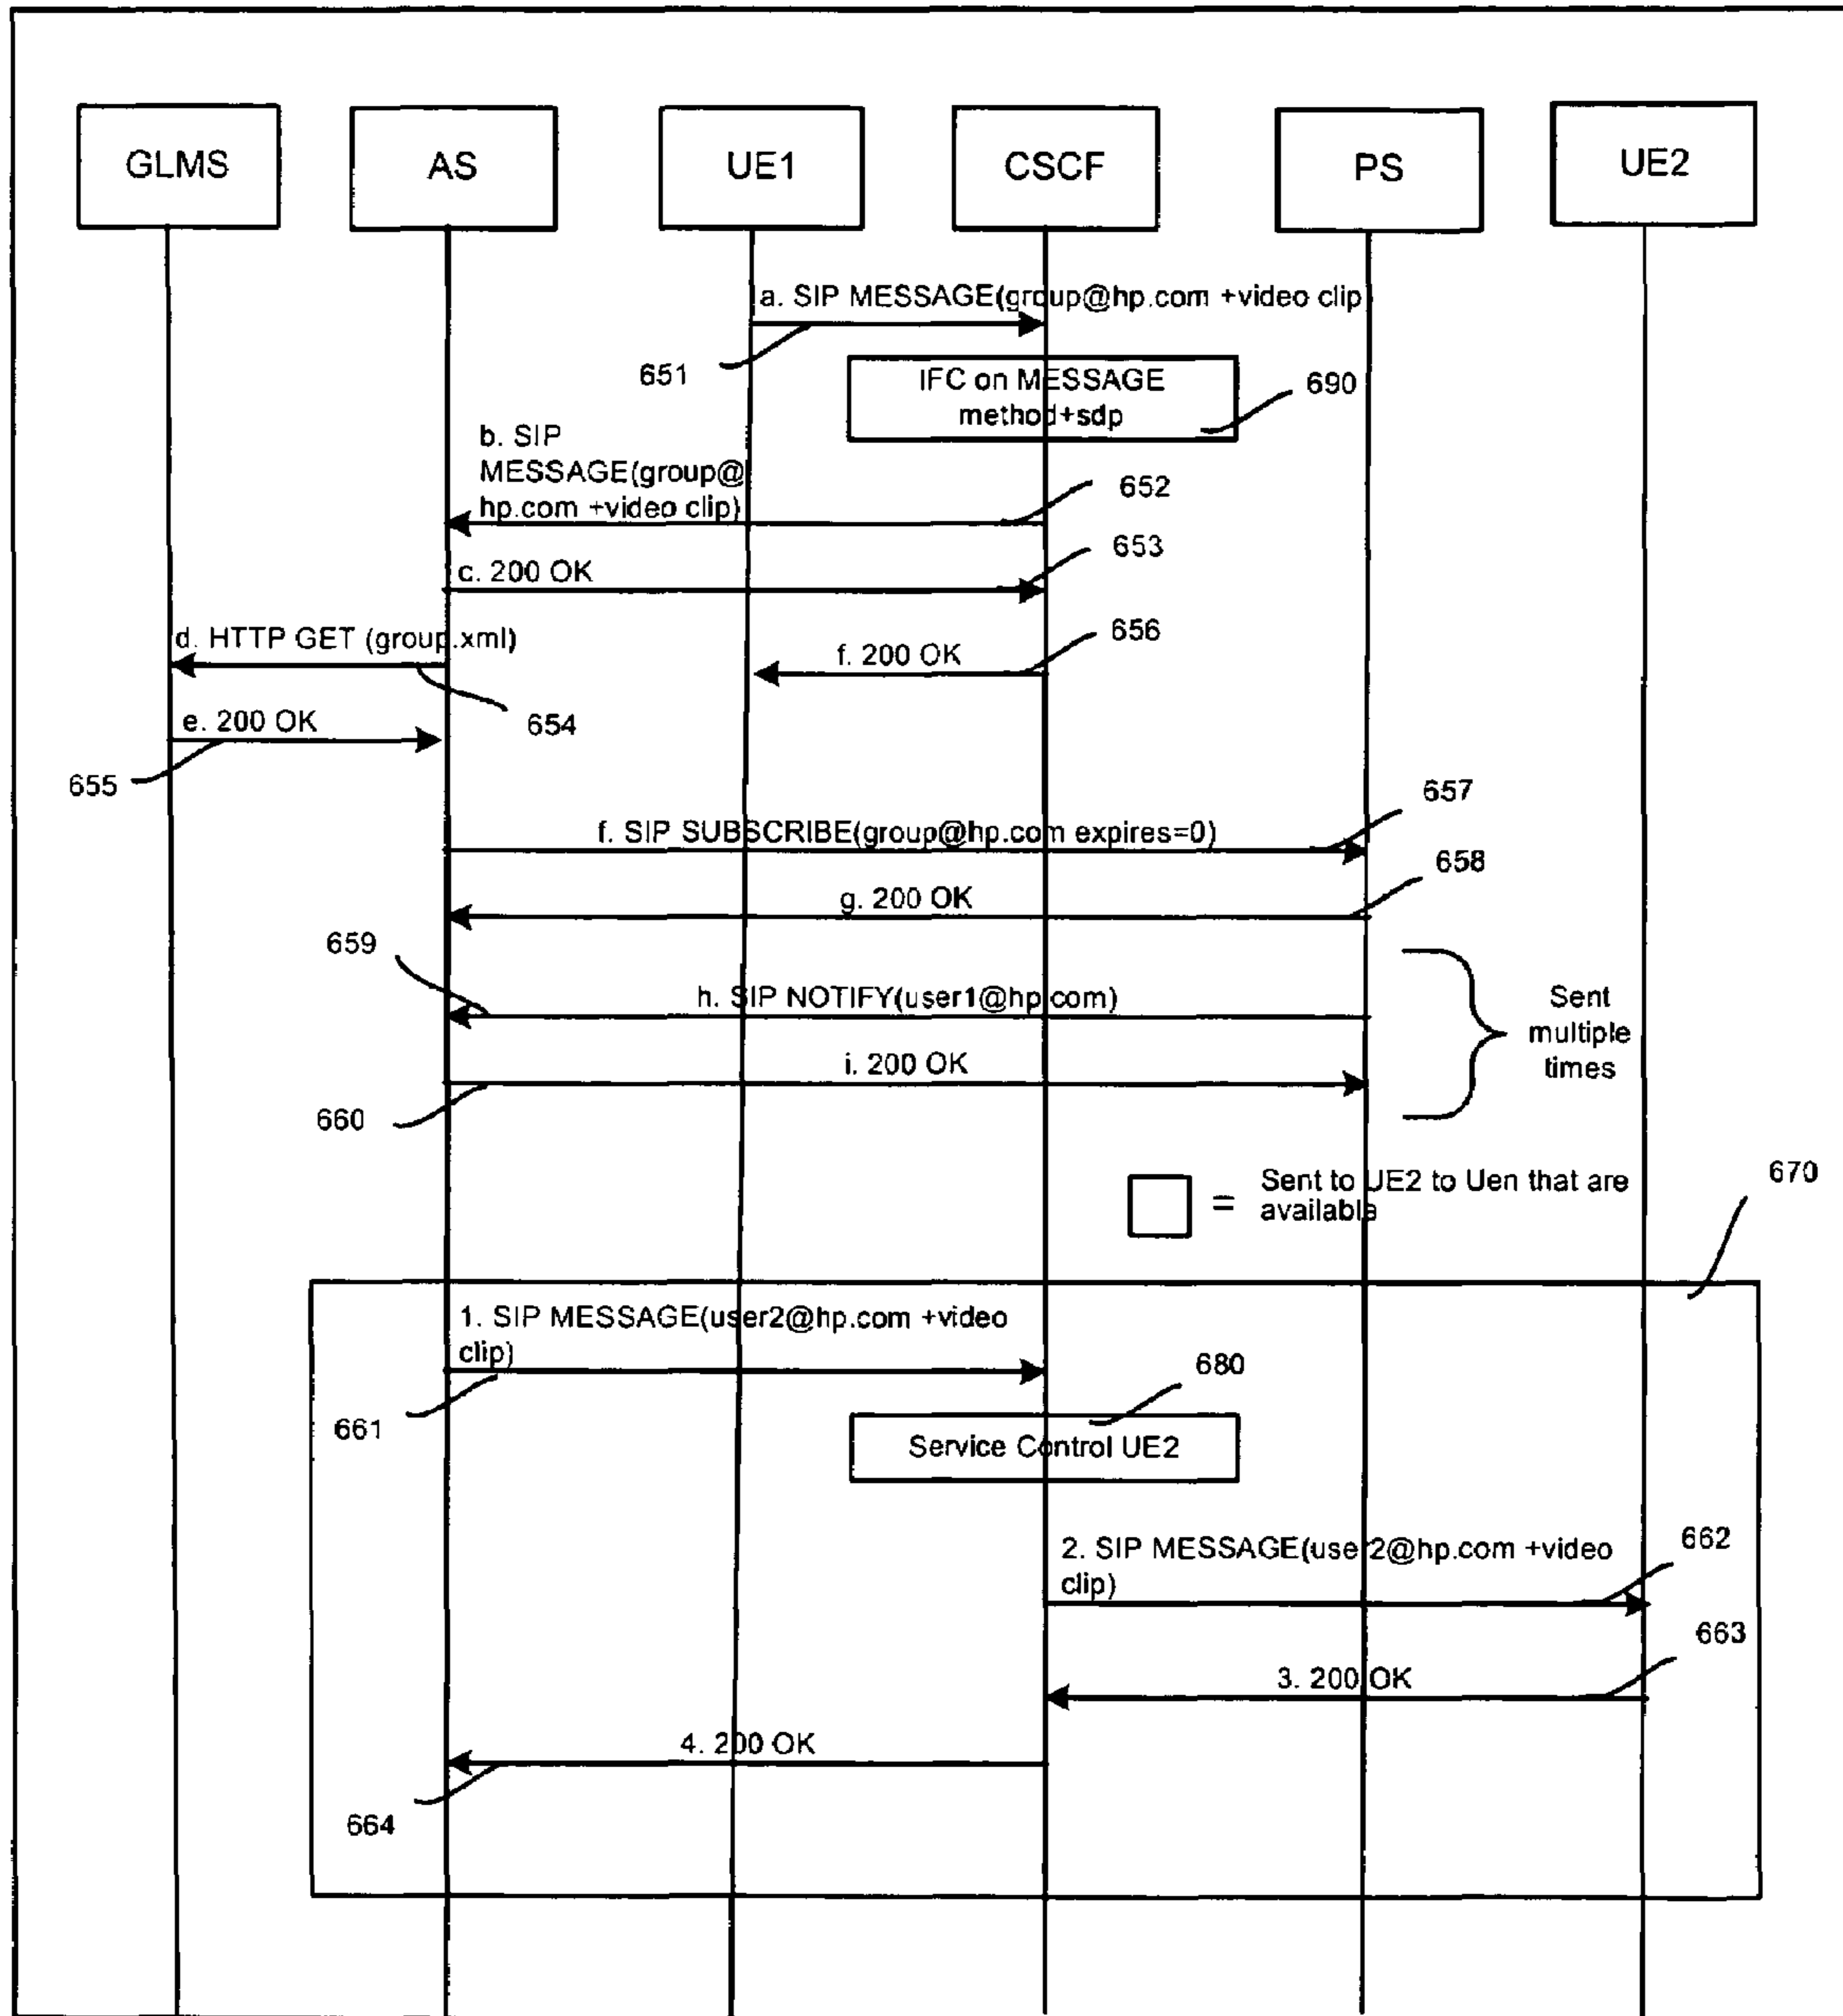 GLMS
AS
UE1
CSCF
PS
UE2
a. SIP MESSAGE(group@hp.com +video clip
651
IFC on MESSAGE
method+sdp
690
b. SIP
MESSAGE(group@
hp.com +video clip)
652
c. 200 OK
653
d. HTTP GET (group.xml)
654
f. 200 OK
656
e. 200 OK
655
f. SIP SUBSCRIBE(group@hp.com expires=0)
657
g. 200 OK
658
659
h. SIP NOTIFY(user1@hp.com)
i. 200 OK
660
Sent
multiple
times
= Sent to UE2 to Uen that are
available
670
1. SIP MESSAGE(user2@hp.com +video
clip)
661
680
Service Control UE2
2. SIP MESSAGE(user2@hp.com +video
clip)
662
663
3. 200 OK
4. 200 OK
664